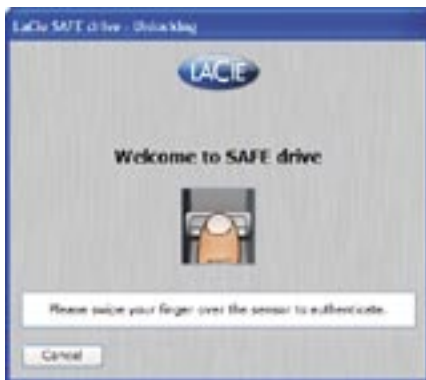 LaCie SAFE drive - Unlocking
LACIE
Welcome to SAFE drive
Please swipe your finger over the sensor to authenticate.
Cancel